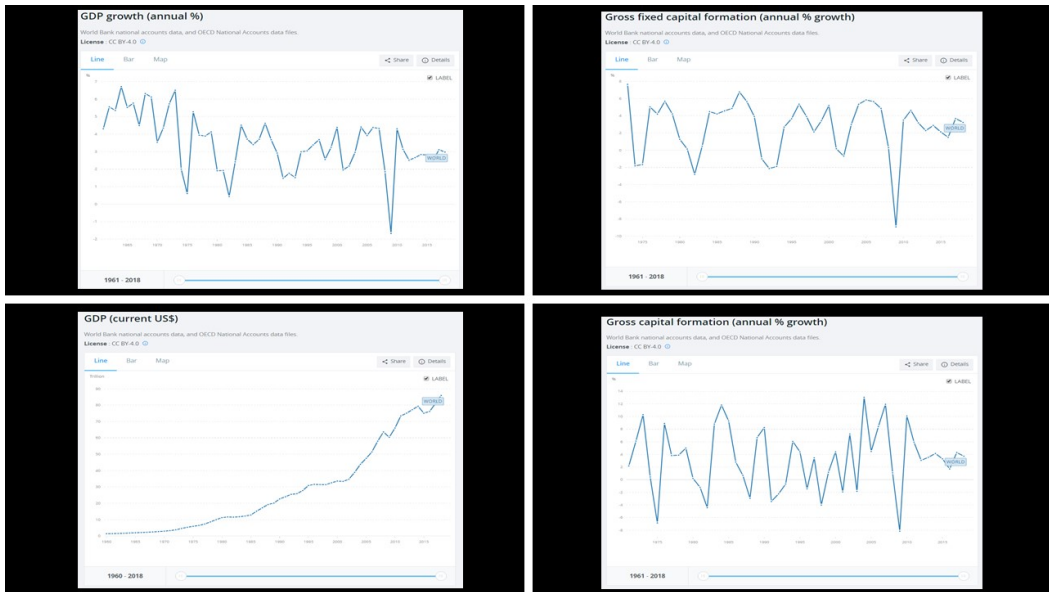 GDP growth (annual %)
World Bank national accounts data, and OECD National Accounts data files.
License : CC BY-4.0
Line Bar Map Share Details
LABEL
WORLD
1961 - 2018
Gross fixed capital formation (annual % growth)
World Bank national accounts data, and OECD National Accounts data files.
License : CC BY-4.0
Line Bar Map Share Details
LABEL
WORLD
1961 - 2018
GDP (current US$)
World Bank national accounts data, and OECD National Accounts data files.
License : CC BY-4.0
Line Bar Map Share Details
LABEL
WORLD
1960 - 2018
Gross capital formation (annual % growth)
World Bank national accounts data, and OECD National Accounts data files.
License : CC BY-4.0
Line Bar Map Share Details
LABEL
WORLD
1961 - 2018